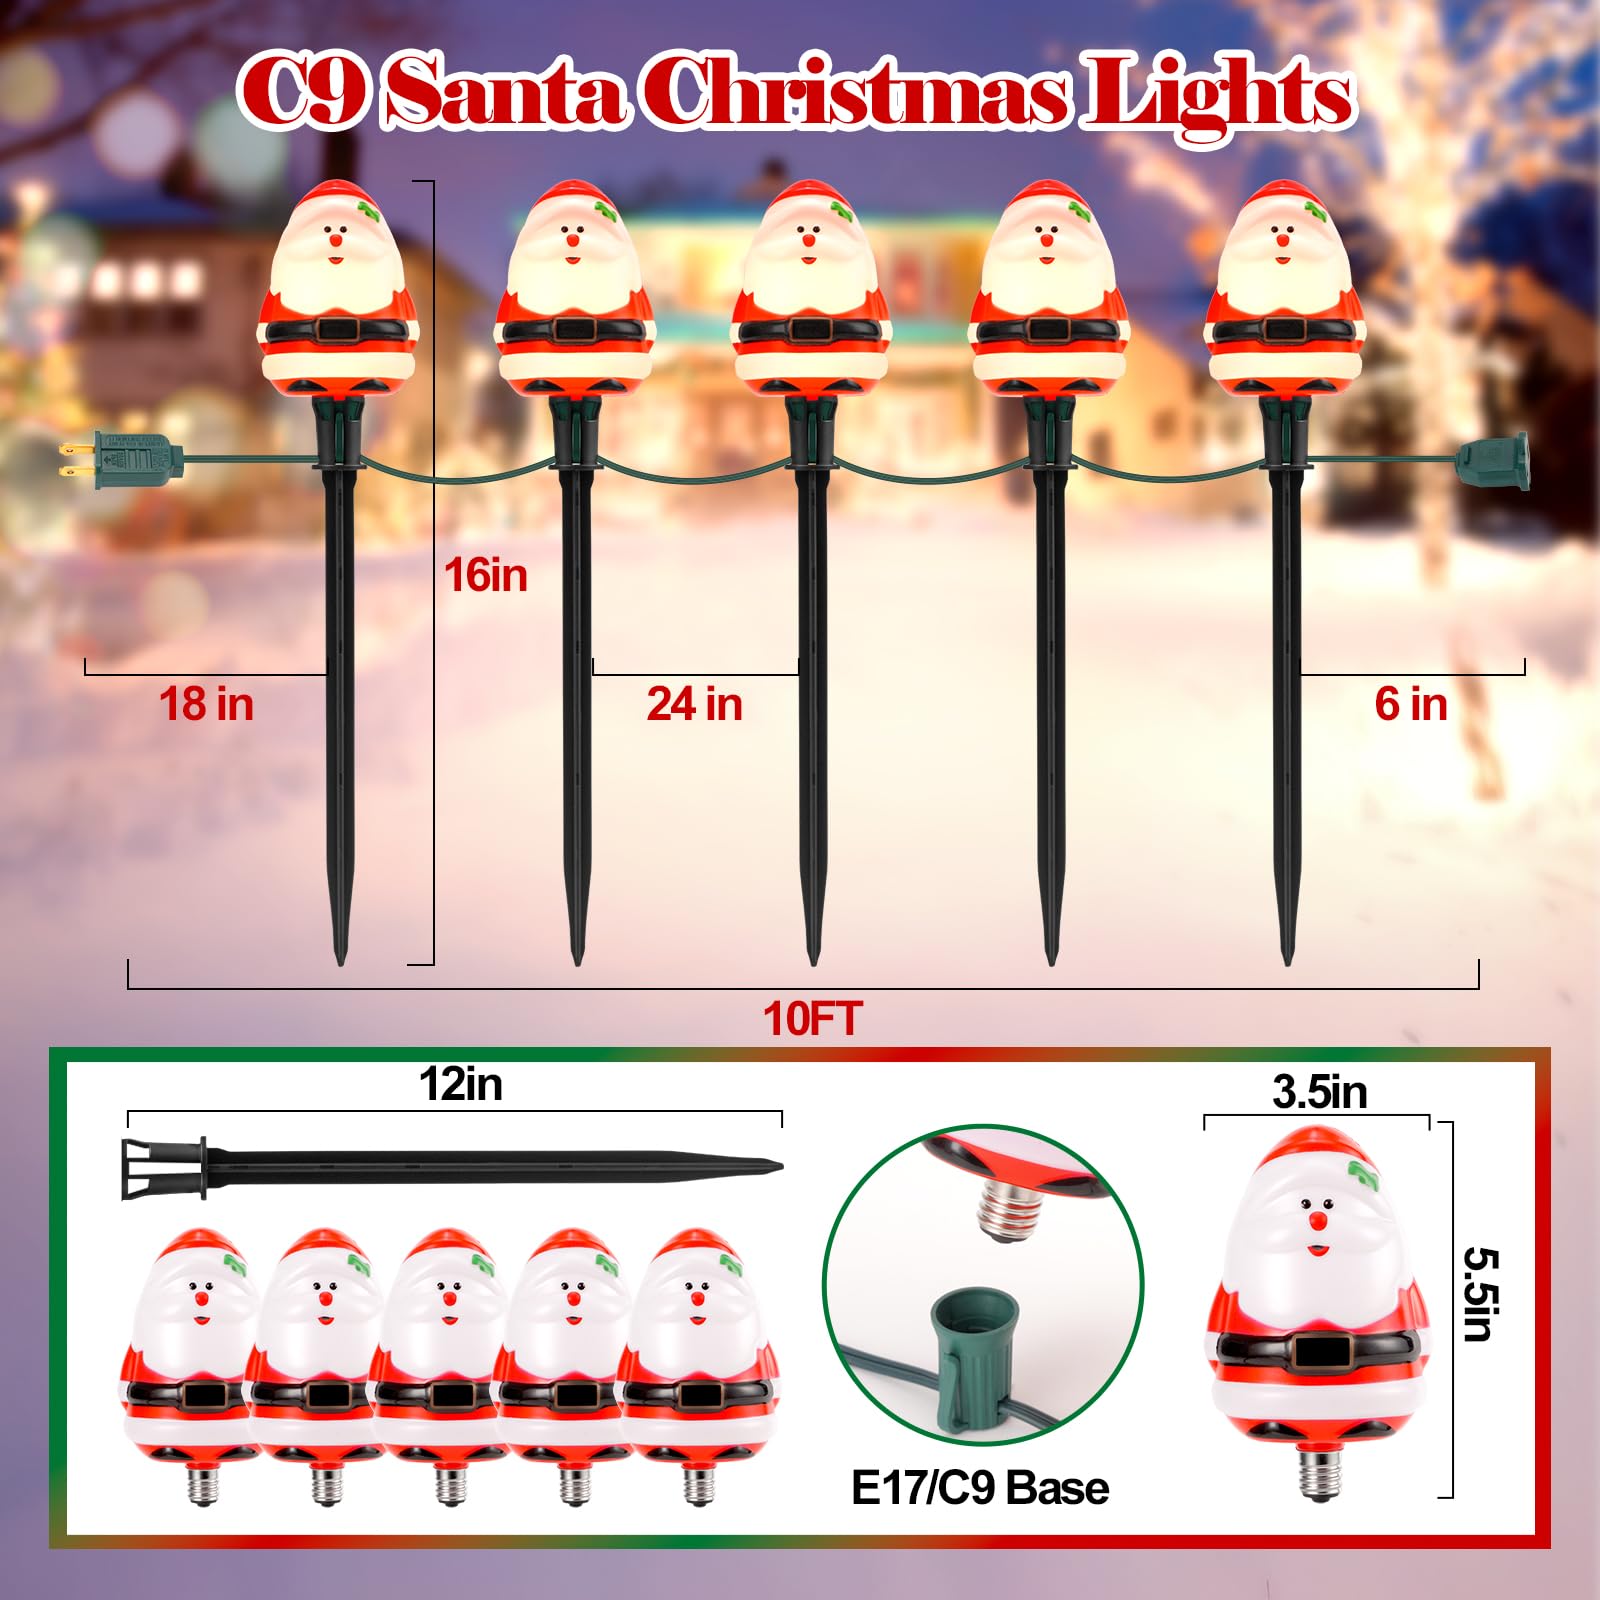 C9 Santa Christmas Lights
16in
18 in
24 in
6 in
10FT
12in
3.5in
5.5in
E17/C9 Base